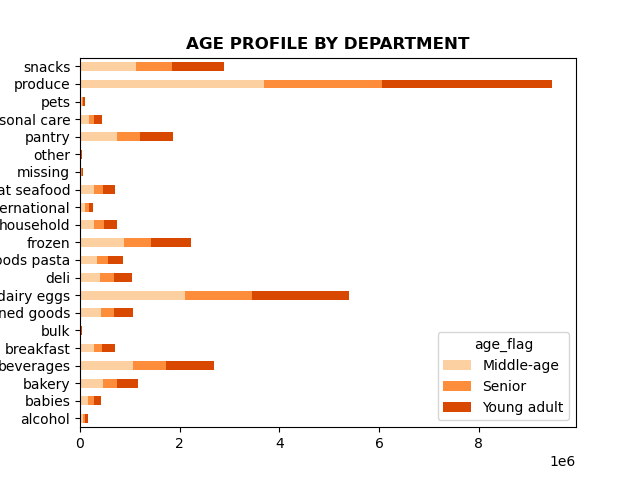 AGE PROFILE BY DEPARTMENT
snacks
produce
pets
sonal care
pantry
other
missing
at seafood
ernational
household
frozen
oods pasta
deli
dairy eggs
ned goods
bulk
breakfast
beverages
bakery
babies
alcohol
age_flag
Middle-age
Senior
Young adult
0 2 4 6 8
1e6